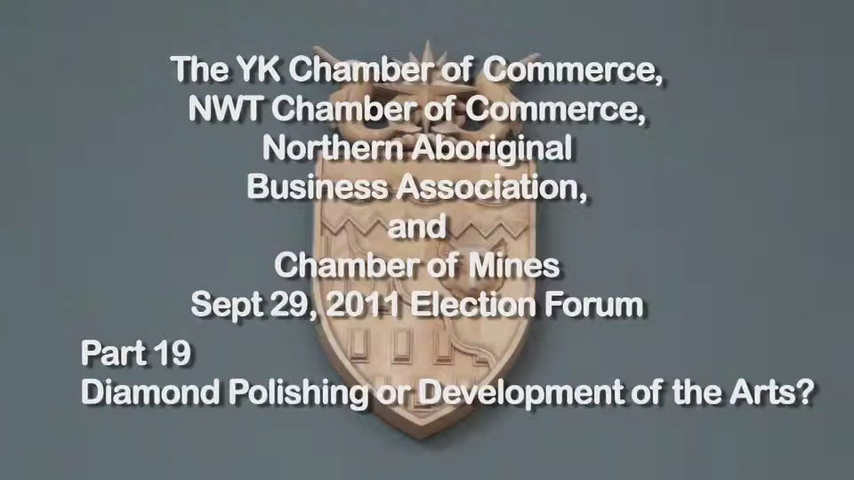 The YK Chamber of Commerce,
NWT Chamber of Commerce,
Northern Aboriginal
Business Association,
and
Chamber of Mines
Sept 29, 2011 Election Forum
Part 19
Diamond Polishing or Development of the Arts?